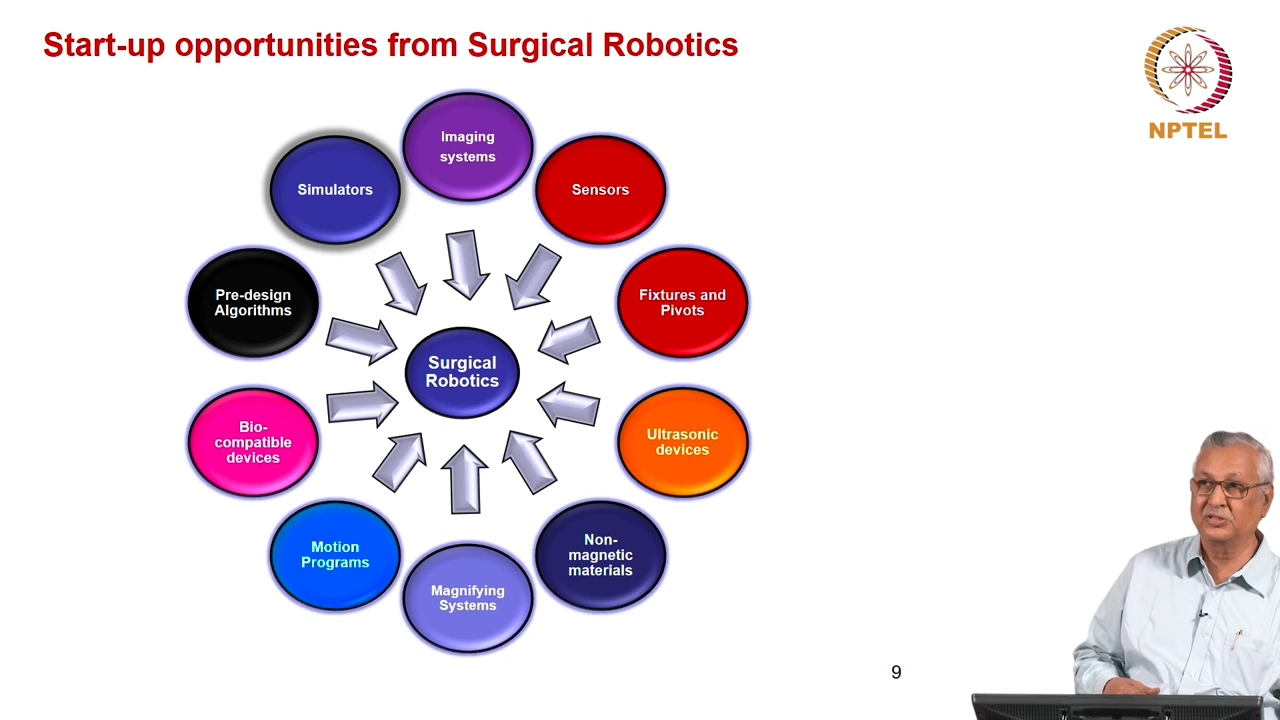 Start-up opportunities from Surgical Robotics
NPTEL
Imaging
systems
Simulators
Sensors
Pre-design
Algorithms
Fixtures and
Pivots
Surgical
Robotics
Bio-
compatible
devices
Ultrasonic
devices
Motion
Programs
Non-
magnetic
materials
Magnifying
Systems
9